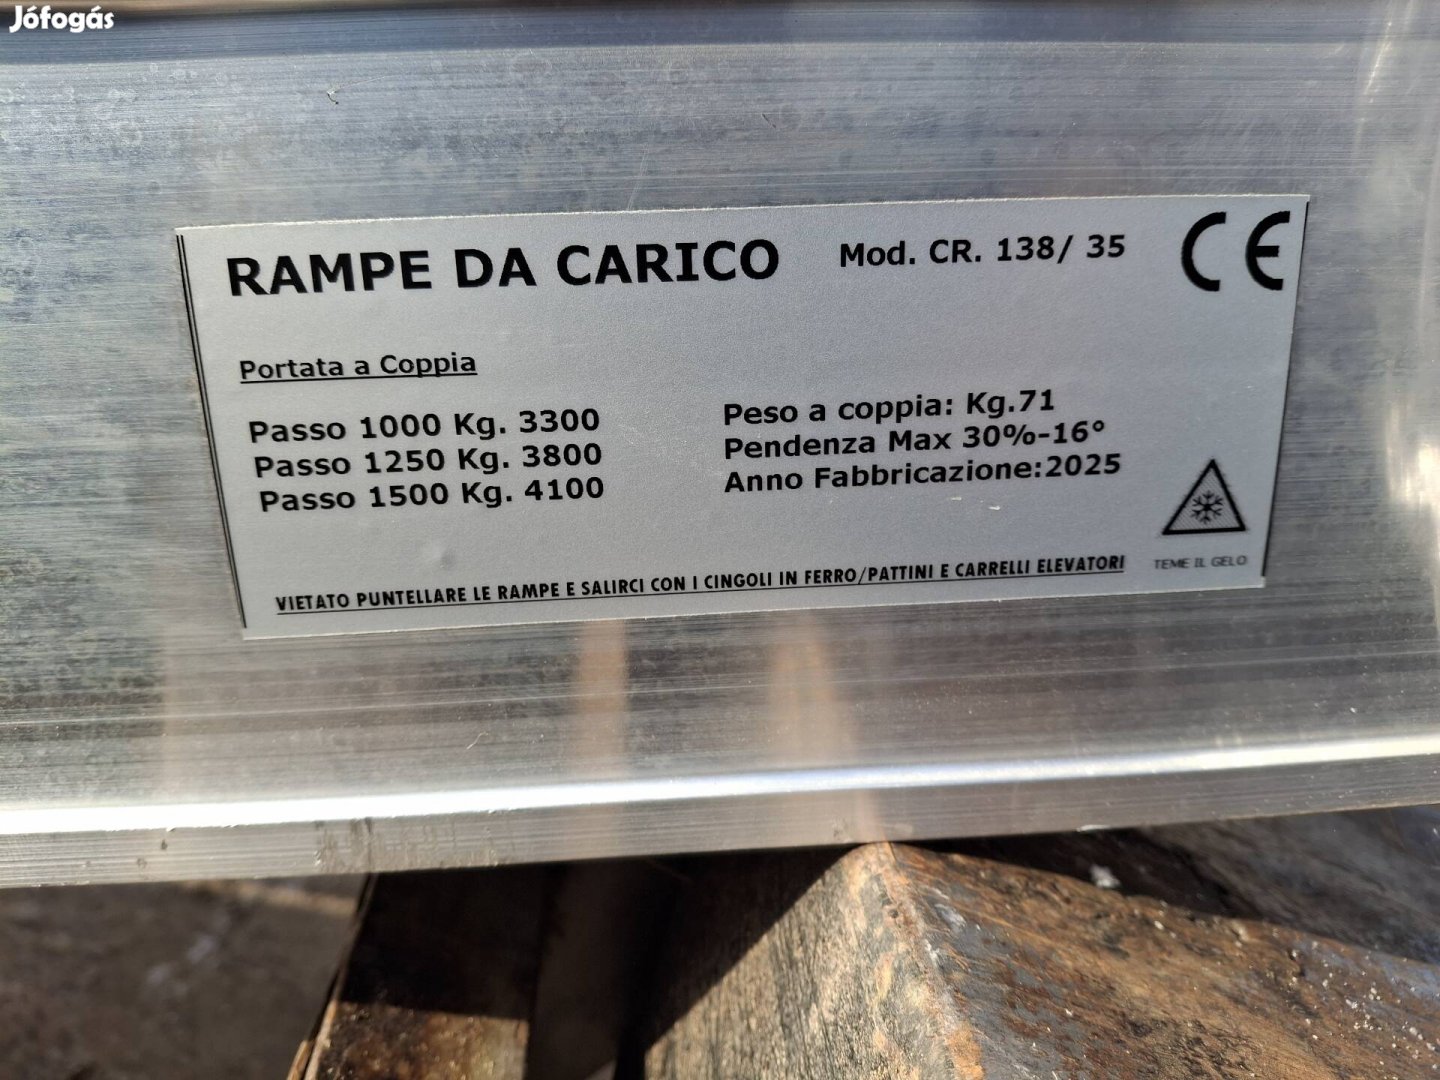 Jófogás
RAMPE DA CARICO
Mod. CR. 138/ 35
CE
Portata a Coppia
Passo 1000 Kg. 3300
Passo 1250 Kg. 3800
Passo 1500 Kg. 4100
Peso a coppia: Kg.71
Pendenza Max 30%-16°
Anno Fabbricazione:2025
TEME IL GELO
VIETATO PUNTELLARE LE RAMPE E SALIRCI CON I CINGOLI IN FERRO/PATTINI E CARRELLI ELEVATORI